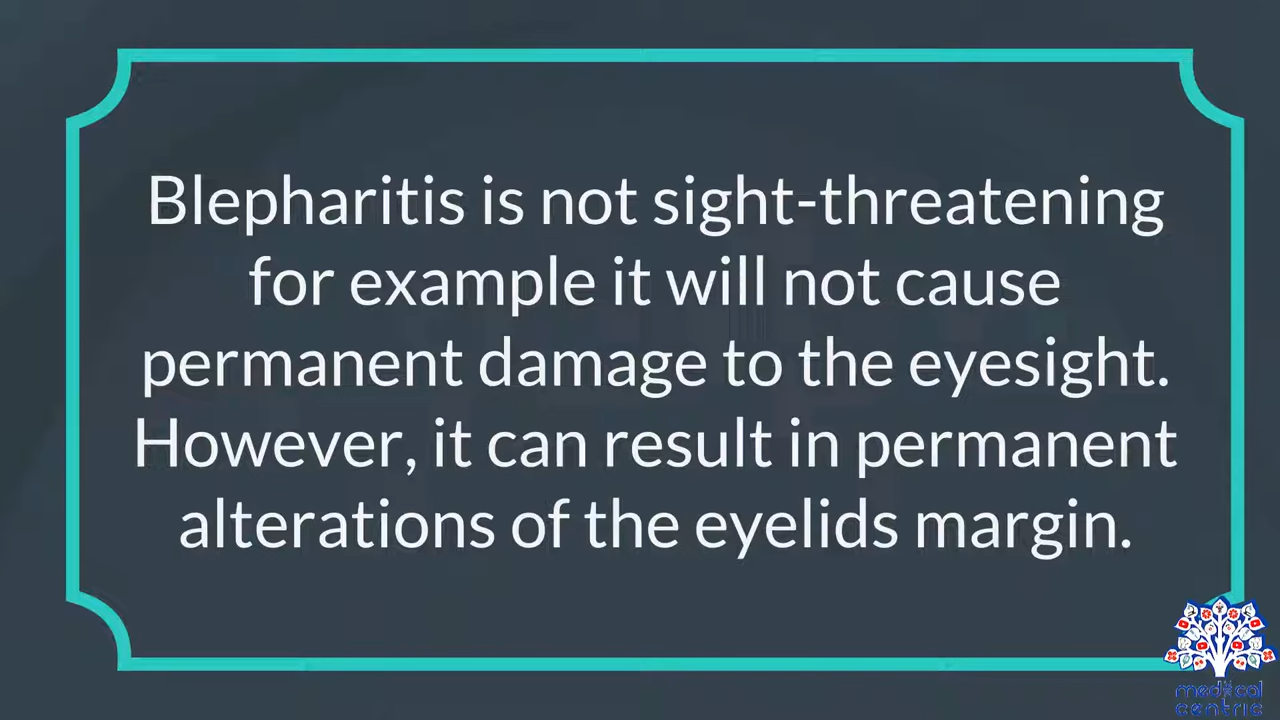 Blepharitis is not sight-threatening
for example it will not cause
permanent damage to the eyesight.
However, it can result in permanent
alterations of the eyelids margin.
medical
centric